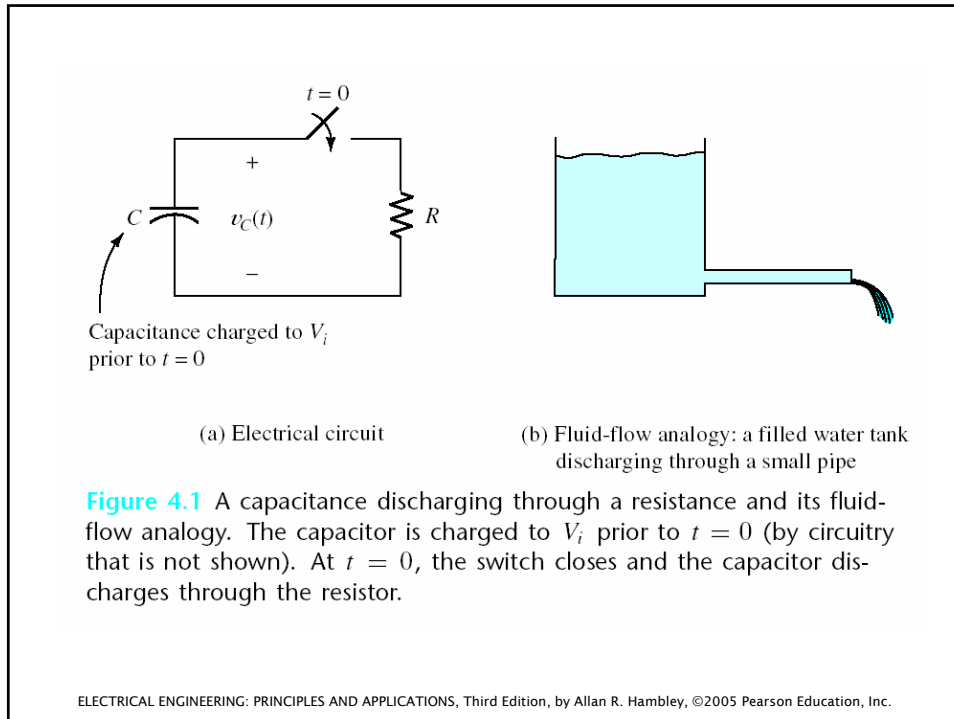 t = 0
+
C
v_C(t)
R
−
Capacitance charged to V_i
prior to t = 0
(a) Electrical circuit
(b) Fluid-flow analogy: a filled water tank
discharging through a small pipe
Figure 4.1 A capacitance discharging through a resistance and its fluid-
flow analogy. The capacitor is charged to V_i prior to t = 0 (by circuitry
that is not shown). At t = 0, the switch closes and the capacitor dis-
charges through the resistor.
ELECTRICAL ENGINEERING: PRINCIPLES AND APPLICATIONS, Third Edition, by Allan R. Hambley, ©2005 Pearson Education, Inc.